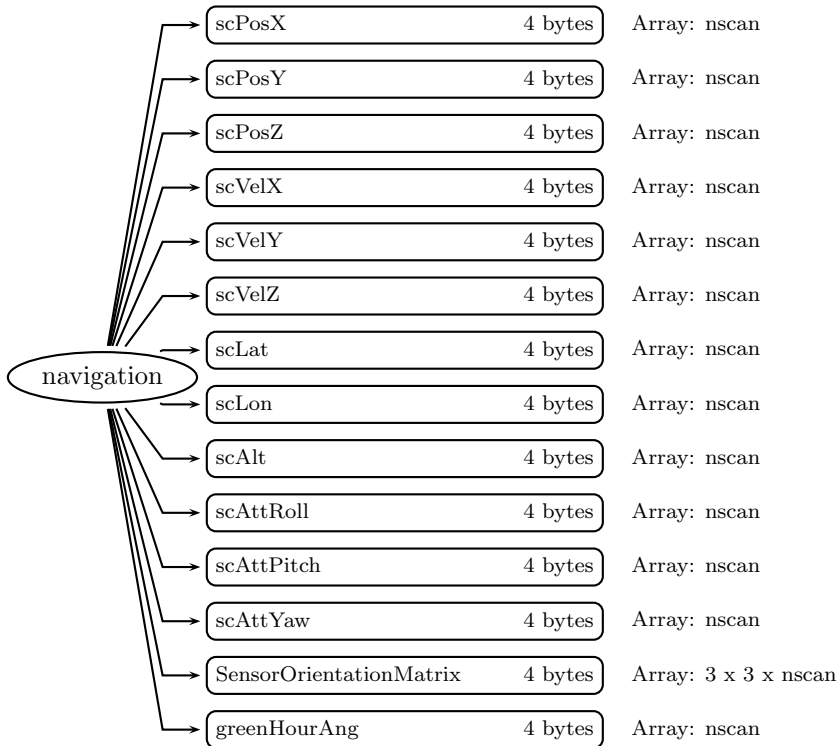 scPosX 4 bytes Array: nscan
scPosY 4 bytes Array: nscan
scPosZ 4 bytes Array: nscan
scVelX 4 bytes Array: nscan
scVelY 4 bytes Array: nscan
scVelZ 4 bytes Array: nscan
scLat 4 bytes Array: nscan
navigation
scLon 4 bytes Array: nscan
scAlt 4 bytes Array: nscan
scAttRoll 4 bytes Array: nscan
scAttPitch 4 bytes Array: nscan
scAttYaw 4 bytes Array: nscan
SensorOrientationMatrix 4 bytes Array: 3 x 3 x nscan
greenHourAng 4 bytes Array: nscan